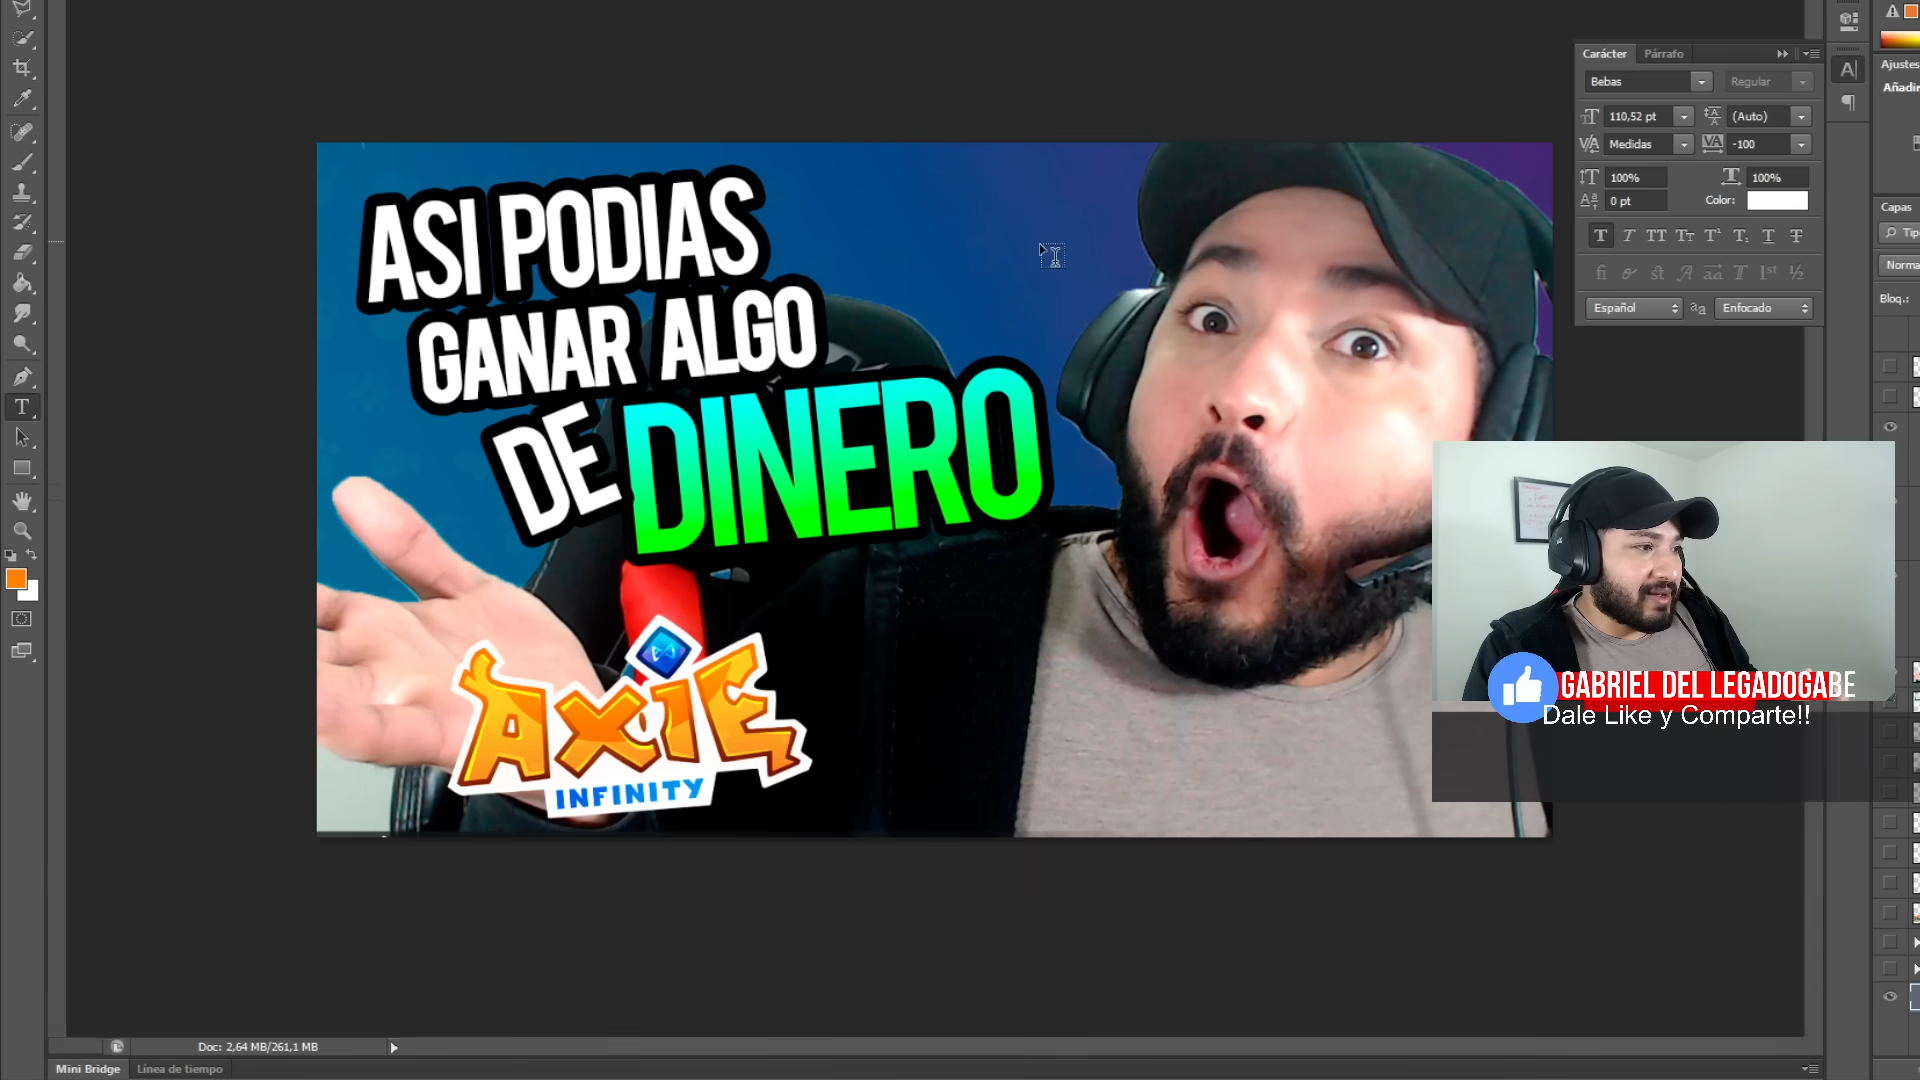 Carácter Párrafo
Bebas Regular
110,52 pt (Auto)
Medidas -100
100% 100%
0 pt Color:
Español Enfocado
Ajustes
Añadir
Capas
Tipo
Norma
Bloq.:
ASI PODIAS
GANAR ALGO
DE DINERO
AXIE
INFINITY
GABRIEL DEL LEGADOGABE
Dale Like y Comparte!!
Doc: 2,64 MB/261,1 MB
Mini Bridge Línea de tiempo